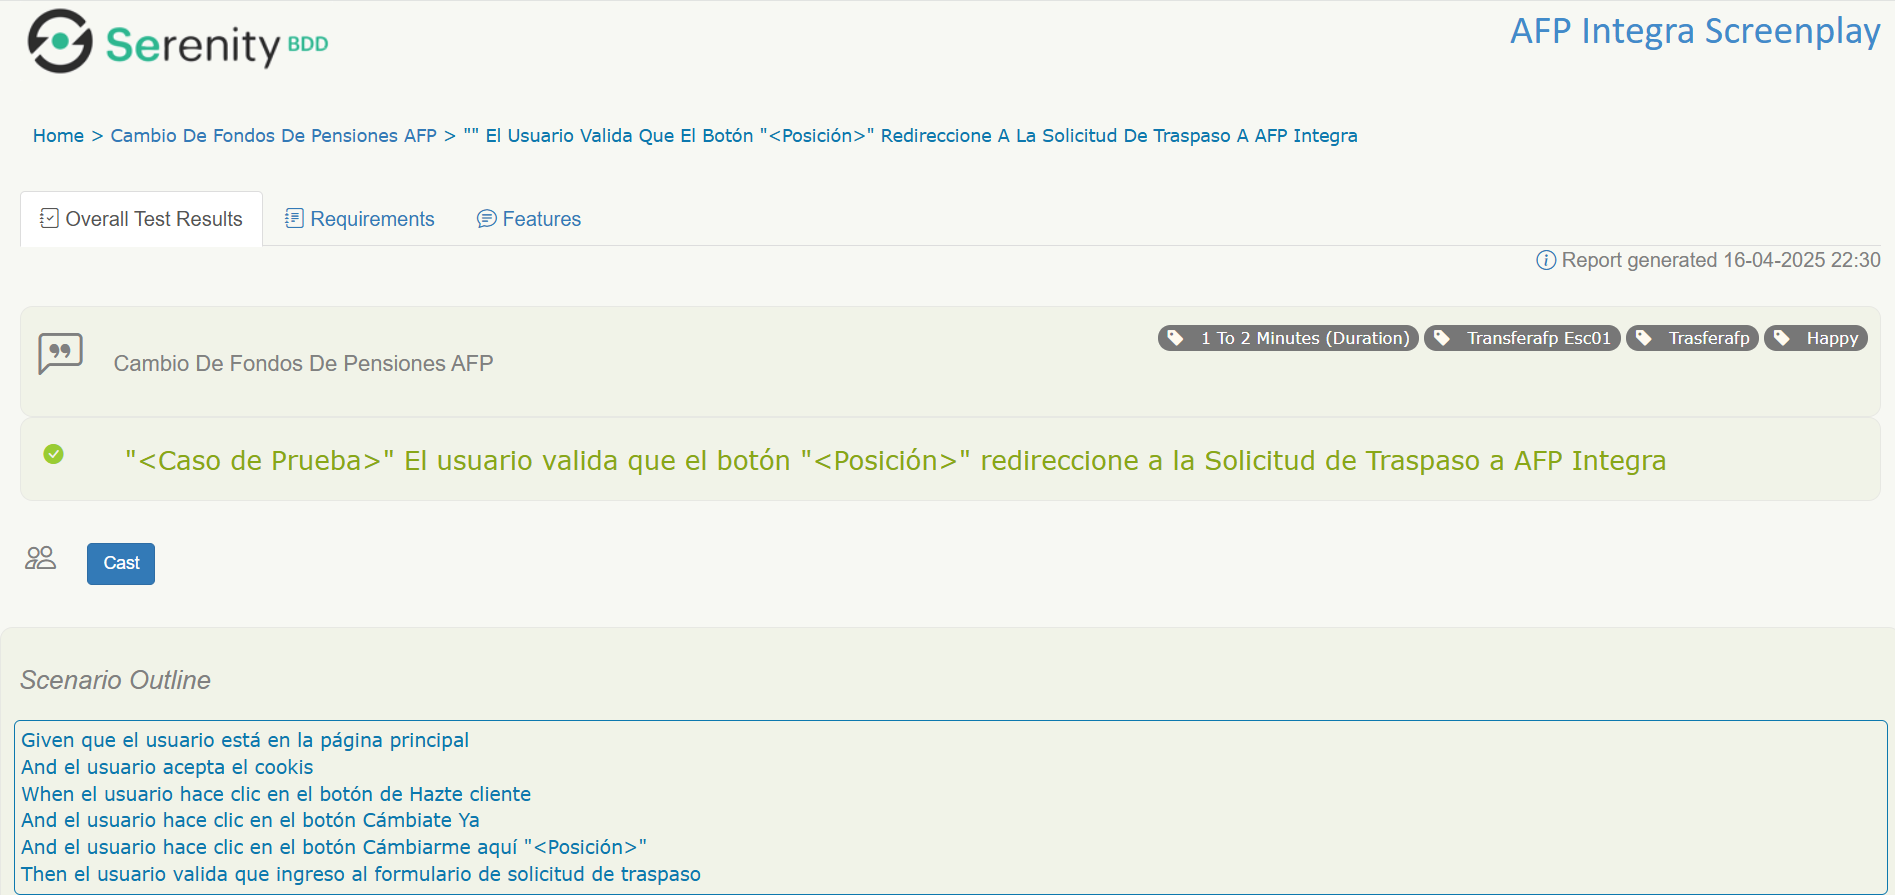 Serenity BDD
AFP Integra Screenplay
Home > Cambio De Fondos De Pensiones AFP > "" El Usuario Valida Que El Botón "<Posición>" Redireccione A La Solicitud De Traspaso A AFP Integra
Overall Test Results
Requirements
Features
Report generated 16-04-2025 22:30
1 To 2 Minutes (Duration)
Transferafp Esc01
Trasferafp
Happy
Cambio De Fondos De Pensiones AFP
"<Caso de Prueba>" El usuario valida que el botón "<Posición>" redireccione a la Solicitud de Traspaso a AFP Integra
Cast
Scenario Outline
Given que el usuario está en la página principal
And el usuario acepta el cookis
When el usuario hace clic en el botón de Hazte cliente
And el usuario hace clic en el botón Cámbiate Ya
And el usuario hace clic en el botón Cámbiarme aquí "<Posición>"
Then el usuario valida que ingreso al formulario de solicitud de traspaso